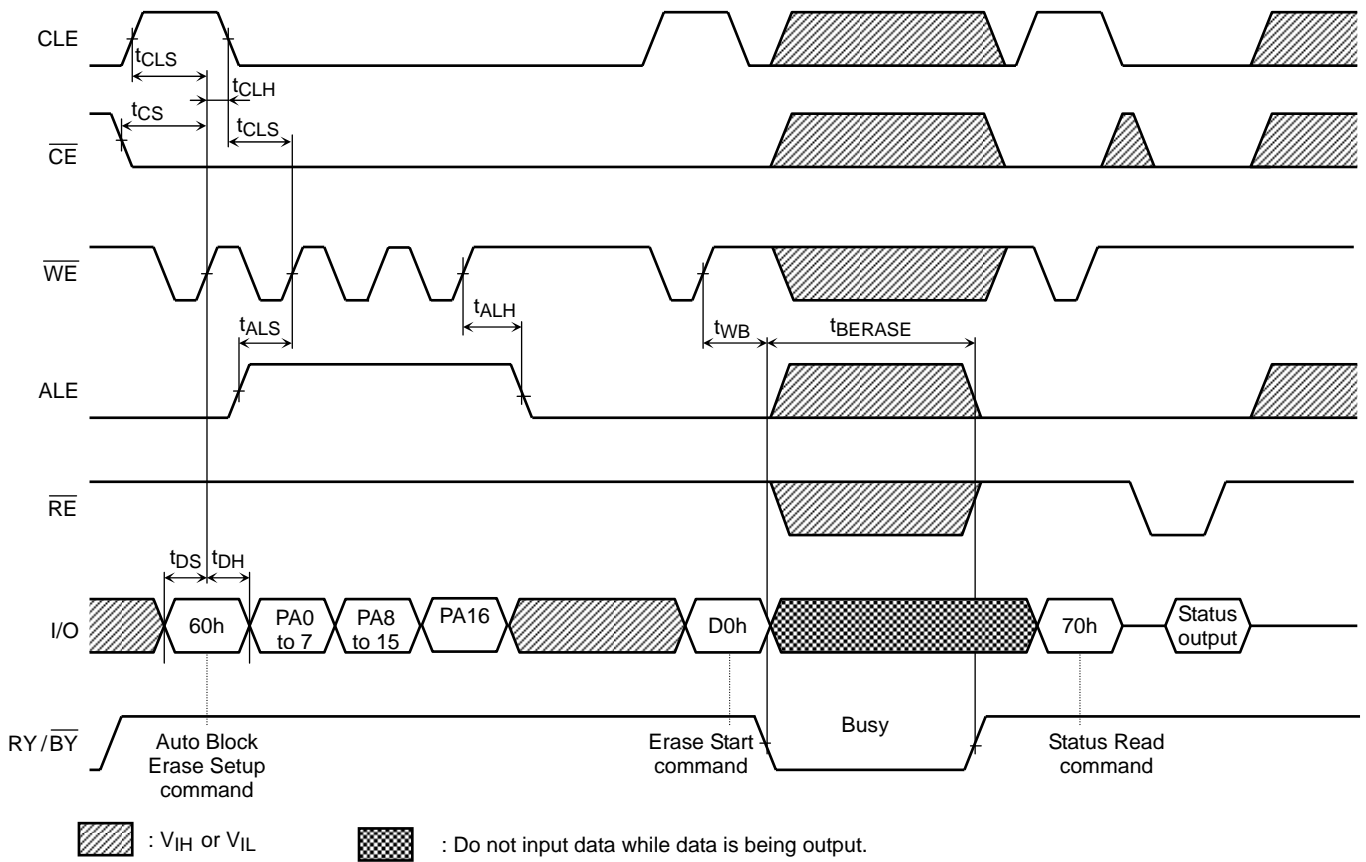 CLE
tCLS
tCLH
tCS
tCLS
CE
WE
tALS
tALH
tWB
tBERASE
ALE
RE
tDS
tDH
I/O
60h
PA0
to 7
PA8
to 15
PA16
D0h
70h
Status
output
RY/BY
Busy
Auto Block
Erase Setup
command
Erase Start
command
Status Read
command
: VIH or VIL
: Do not input data while data is being output.